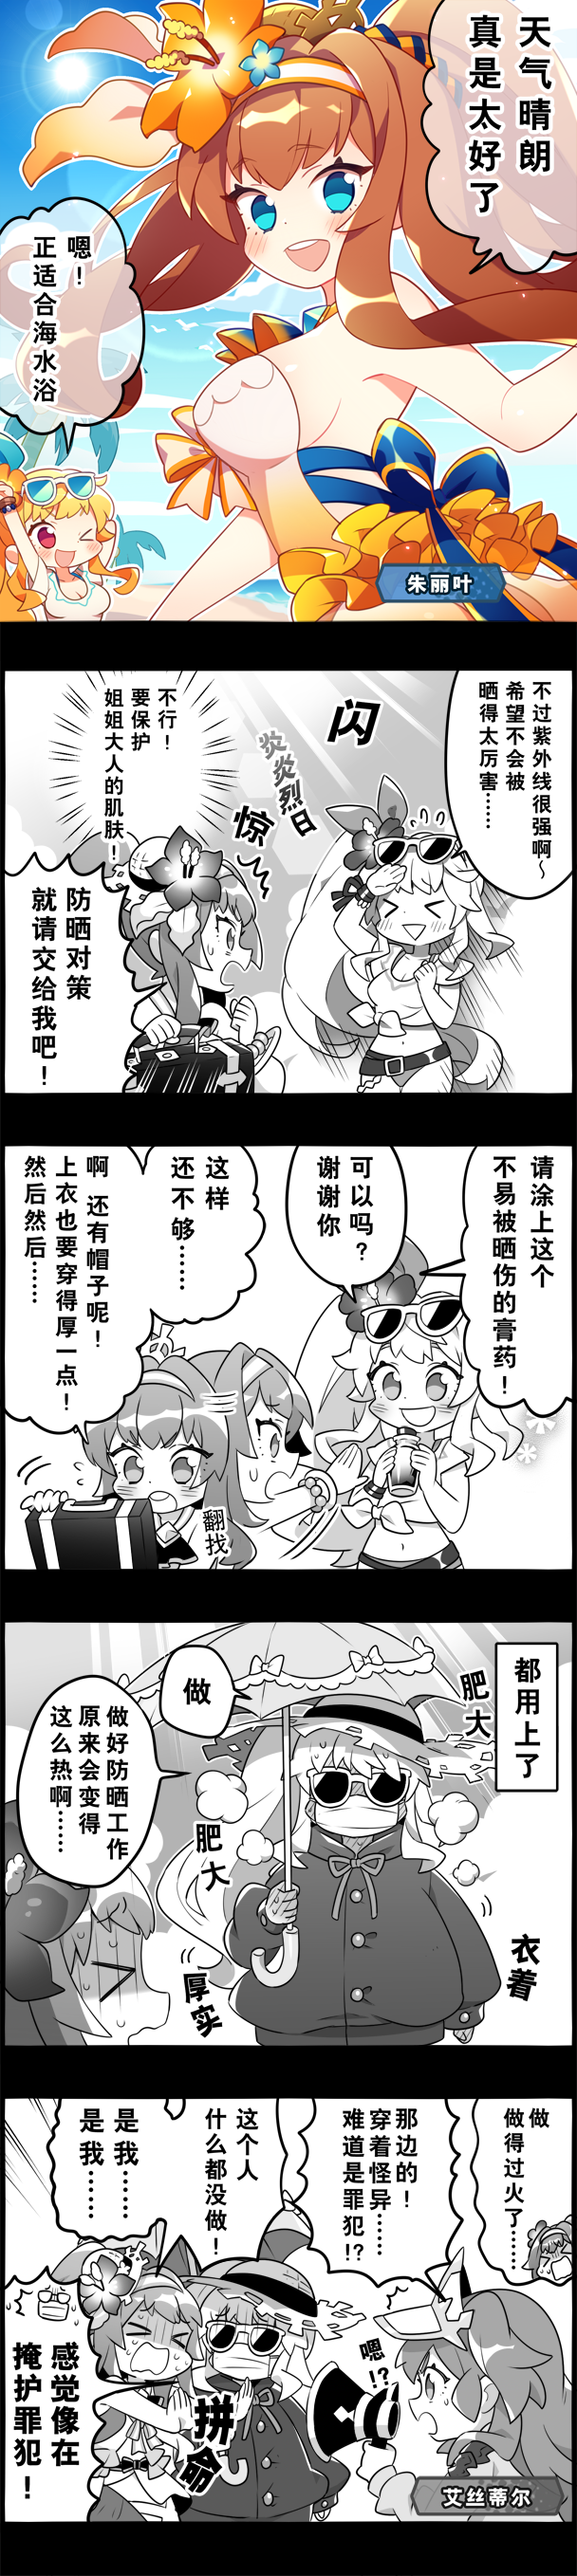 天气晴朗
真是太好了
嗯！
正适合海水浴
朱丽叶
不过紫外线很强啊～
希望不会被
晒得太厉害……
闪
炎炎烈日
惊
不行！
要保护
姐姐大人的肌肤！
防晒对策
就请交给我吧！
请涂上这个
不易被晒伤的膏药！
可以吗？
谢谢你
这样
还不够……
啊 还有帽子呢！
上衣也要穿得厚一点！
然后然后……
翻找
都用上了
肥大
做
做好防晒工作
原来会变得
这么热啊……
肥大
衣着
厚实
做
做得过火了……
那边的！
穿着怪异……
难道是罪犯!?
这个人
什么都没做！
是我……
是我……
嗯!?
拼命
感觉像在
掩护罪犯！
艾丝蒂尔